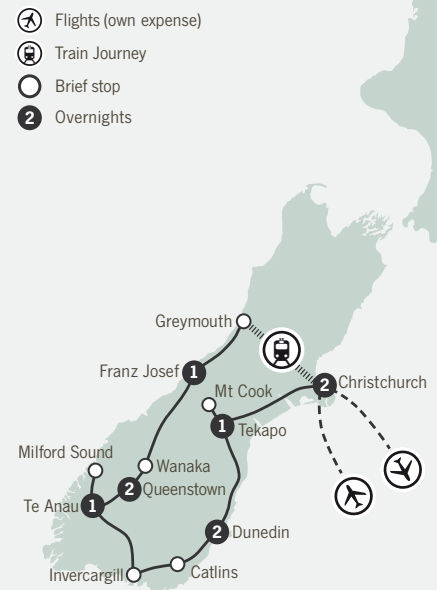 Flights (own expense)
Train Journey
Brief stop
2 Overnights
Greymouth
Franz Josef 1
2 Christchurch
Mt Cook
1 Tekapo
Milford Sound
Wanaka
2 Queenstown
Te Anau 1
2 Dunedin
Catlins
Invercargill